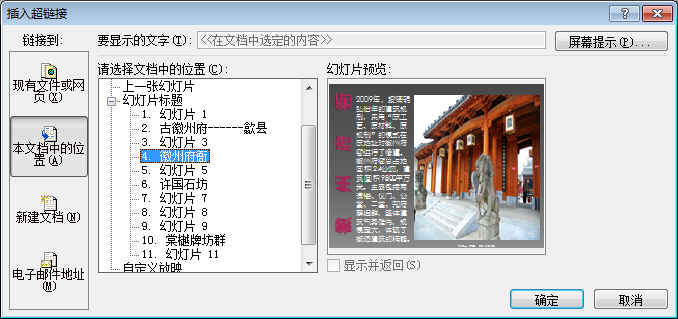 插入超链接
链接到:
要显示的文字(T):
<<在文档中选定的内容>>
屏幕提示(P)...
现有文件或网
页(X)
本文档中的位
置(A)
新建文档(N)
电子邮件地址
(M)
请选择文档中的位置(C):
上一张幻灯片
幻灯片标题
1. 幻灯片 1
2. 古徽州府------歙县
3. 幻灯片 3
4. 徽州府衙
5. 幻灯片 5
6. 许国石坊
7. 幻灯片 7
8. 幻灯片 8
9. 幻灯片 9
10. 棠樾牌坊群
11. 幻灯片 11
自定义放映
幻灯片预览:
徽州府衙
显示并返回(S)
确定
取消